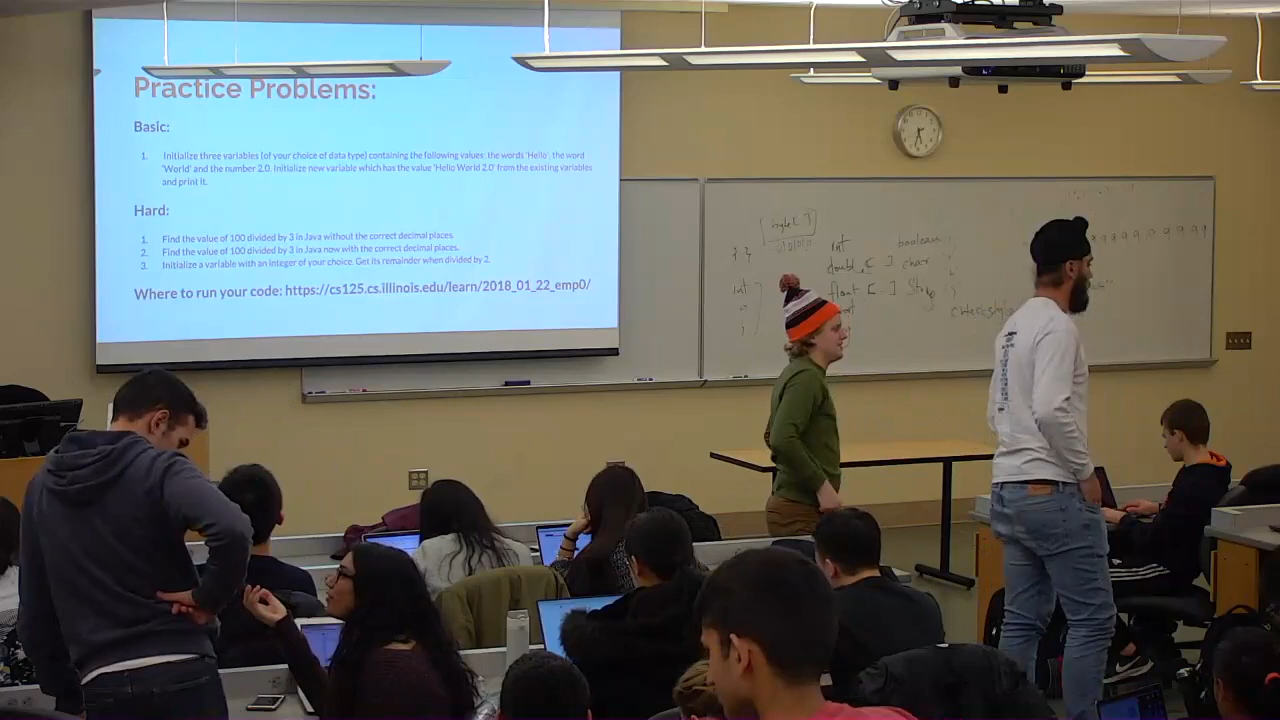 Practice Problems:
Basic:
1. Initialize three variables (of your choice of data type) containing the following values: the words 'Hello', the word
'World' and the number 2.0. Initialize new variable which has the value 'Hello World 2.0' from the existing variables
and print it.
Hard:
1. Find the value of 100 divided by 3 in Java without the correct decimal places.
2. Find the value of 100 divided by 3 in Java now with the correct decimal places.
3. Initialize a variable with an integer of your choice. Get its remainder when divided by 2.
Where to run your code: https://cs125.cs.illinois.edu/learn/2018_01_22_emp0/
byte [ ]
int boolean
double [ ] char
int float [ ] String